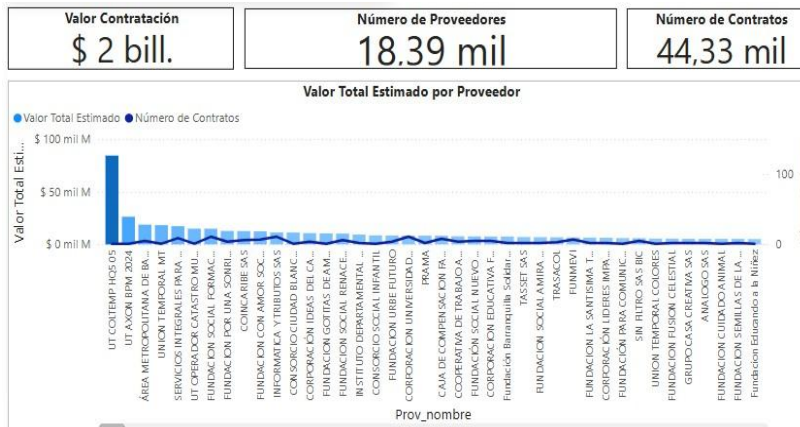 Valor Contratación
$ 2 bill.
Número de Proveedores
18,39 mil
Número de Contratos
44,33 mil
Valor Total Estimado por Proveedor
Valor Total Estimado Número de Contratos
Valor Total Esti...
$ 100 mil M
$ 50 mil M
$ 0 mil M
100
0
UT COLTEMP HQ5 05
UT AXON BPM 2024
ÁREA METROPOLITANA DE BA...
UNION TEMPORAL MT
SERVICIOS INTEGRALES PARA ...
UT OPERADOR CATASTRO MU...
FUNDACION SOCIAL FORMAC...
FUNDACION POR UNA SONRI...
COINCARIBE SAS
FUNDACION CON AMOR SOC...
INFORMATICA Y TRIBUTOS SAS
CONSORCIO CIUDAD BLANC...
CORPORACIÓN IDEAS DEL CA...
FUNDACION GOTITAS DE AM...
FUNDACION SOCIAL RENACE...
INSTITUTO DEPARTAMENTAL ...
CONSORCIO SOCIAL INFANTIL
FUNDACION URBE FUTURO
CORPORACION UNIVERSIDAD...
PRAMA
CAJA DE COMPENSACION FA...
COOPERATIVA DE TRABAJO A...
FUNDACIÓN SOCIAL NUEVO ...
CORPORACION EDUCATIVA F...
Fundación Barranquilla Solidar...
TASSET SAS
FUNDACION SOCIAL AMIRA ...
TRASACOL
FUNMEVI
FUNDACION LA SANTISIMA T...
CORPORACIÓN LIDERES IMPA...
FUNDACIÓN PARA COMUNIC...
SIN FILTRO SAS BIC
UNION TEMPORAL COLORES
FUNDACION FUSION CELESTIAL
GRUPO CASA CREATIVA SAS
ANALOGO SAS
FUNDACION CUIDADO ANIMAL
FUNDACION SEMILLAS DE LA ...
Fundacion Educando a la Niñez
Prov_nombre